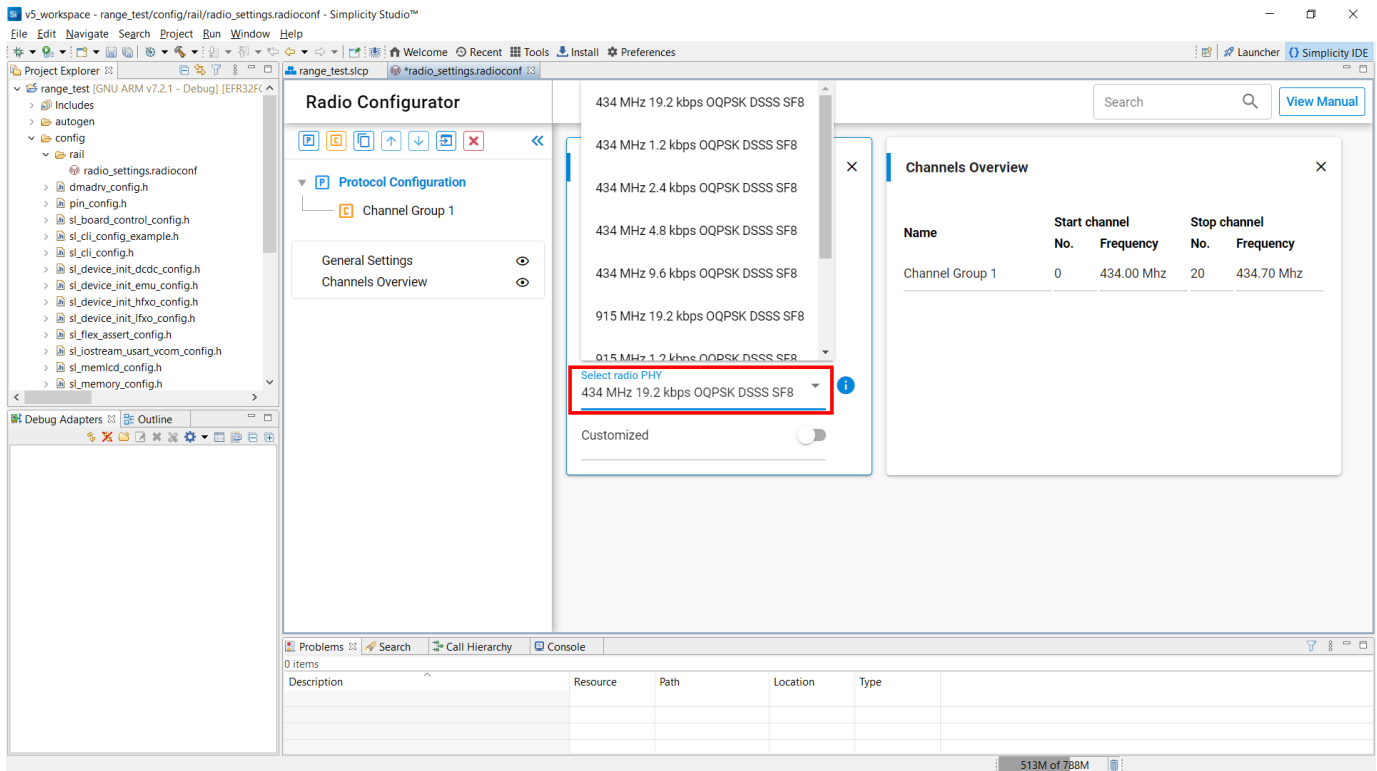 v5_workspace - range_test/config/rail/radio_settings.radioconf - Simplicity Studio™
File Edit Navigate Search Project Run Window Help
Welcome Recent Tools Install Preferences Launcher {} Simplicity IDE
Project Explorer
range_test [GNU ARM v7.2.1 - Debug] [EFR32F
Includes
autogen
config
rail
radio_settings.radioconf
dmadrv_config.h
pin_config.h
sl_board_control_config.h
sl_cli_config_example.h
sl_cli_config.h
sl_device_init_dcdc_config.h
sl_device_init_emu_config.h
sl_device_init_hfxo_config.h
sl_device_init_lfxo_config.h
sl_flex_assert_config.h
sl_iostream_usart_vcom_config.h
sl_memlcd_config.h
sl_memory_config.h
Debug Adapters Outline
range_test.slcp *radio_settings.radioconf
Radio Configurator
Search
View Manual
Protocol Configuration
Channel Group 1
General Settings
Channels Overview
434 MHz 19.2 kbps OQPSK DSSS SF8
434 MHz 1.2 kbps OQPSK DSSS SF8
434 MHz 2.4 kbps OQPSK DSSS SF8
434 MHz 4.8 kbps OQPSK DSSS SF8
434 MHz 9.6 kbps OQPSK DSSS SF8
915 MHz 19.2 kbps OQPSK DSSS SF8
915 MHz 1.2 kbps OQPSK DSSS SF8
Select radio PHY
434 MHz 19.2 kbps OQPSK DSSS SF8
Customized
Channels Overview
Start channel Stop channel
Name No. Frequency No. Frequency
Channel Group 1 0 434.00 Mhz 20 434.70 Mhz
Problems Search Call Hierarchy Console
0 items
Description Resource Path Location Type
513M of 788M